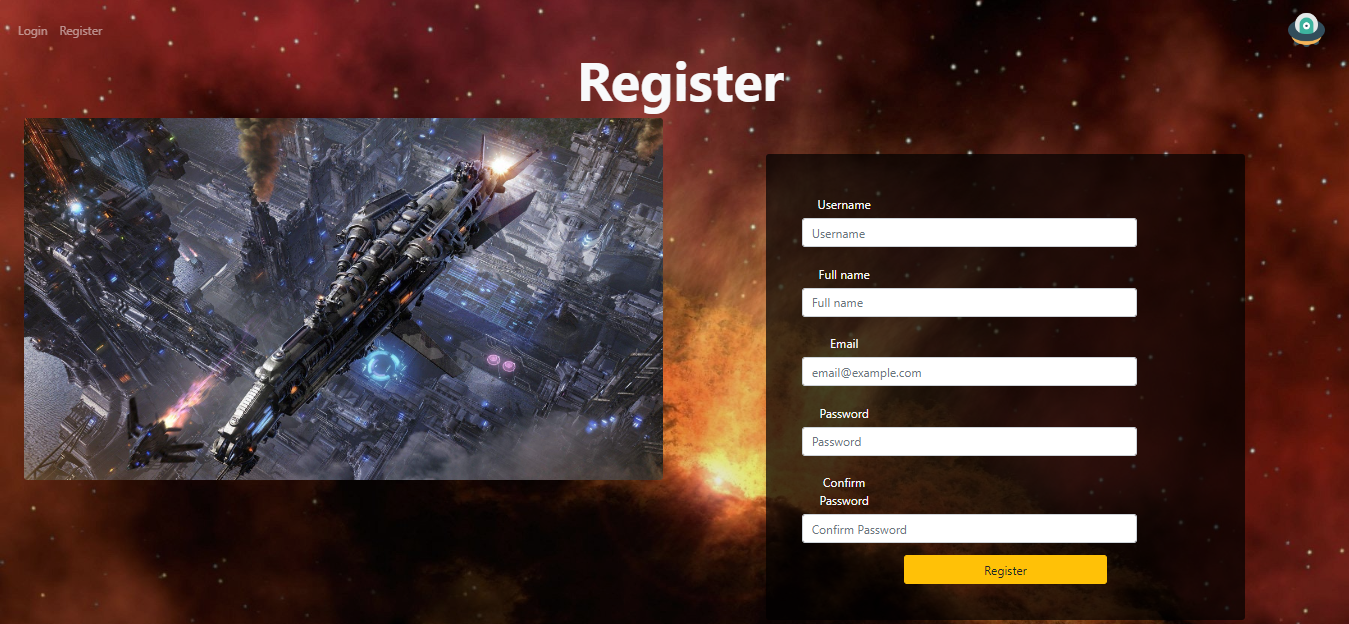 Login Register
Register
Username
Username
Full name
Full name
Email
email@example.com
Password
Password
Confirm
Password
Confirm Password
Register